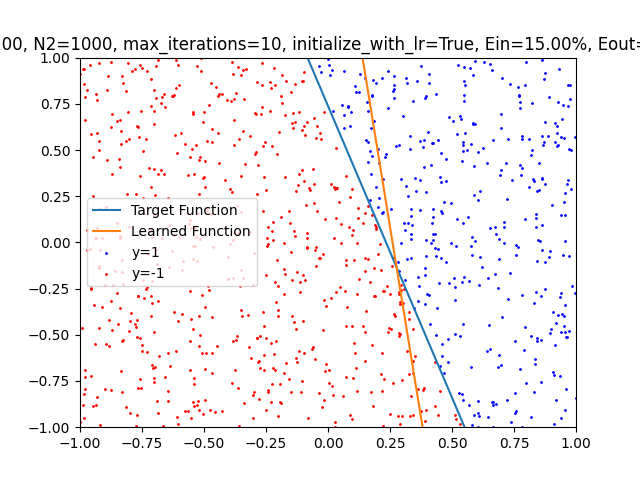 00, N2=1000, max_iterations=10, initialize_with_lr=True, Ein=15.00%, Eout=
1.00
0.75
0.50
0.25
0.00
−0.25
−0.50
−0.75
−1.00
Target Function
Learned Function
y=1
y=-1
−1.00 −0.75 −0.50 −0.25 0.00 0.25 0.50 0.75 1.00